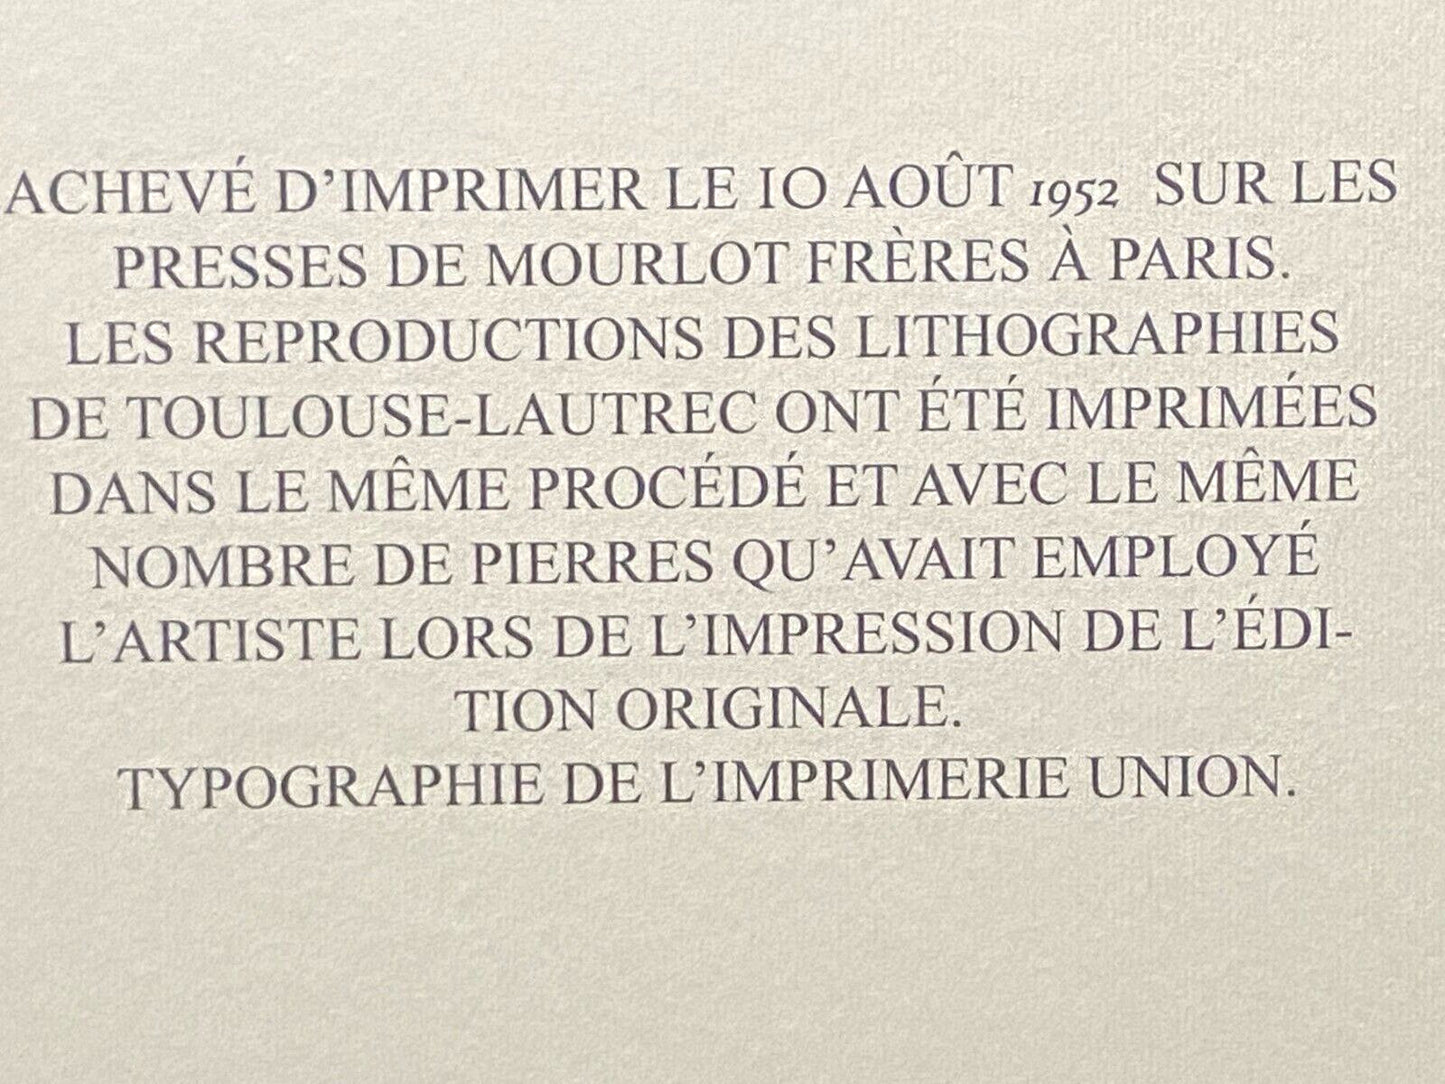 ACHEVÉ D'IMPRIMER LE 10 AOÛT 1952 SUR LES
PRESSES DE MOURLOT FRÈRES À PARIS.
LES REPRODUCTIONS DES LITHOGRAPHIES
DE TOULOUSE-LAUTREC ONT ÉTÉ IMPRIMÉES
DANS LE MÊME PROCÉDÉ ET AVEC LE MÊME
NOMBRE DE PIERRES QU'AVAIT EMPLOYÉ
L'ARTISTE LORS DE L'IMPRESSION DE L'ÉDI-
TION ORIGINALE.
TYPOGRAPHIE DE L'IMPRIMERIE UNION.